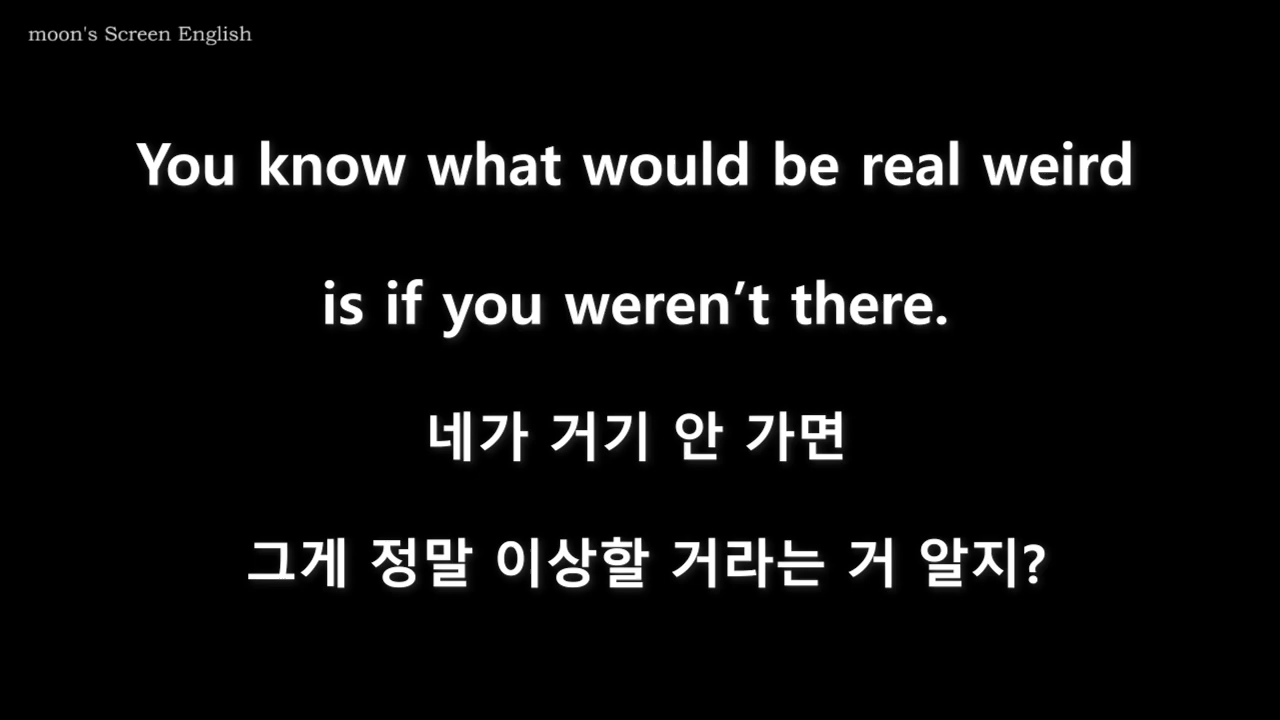 moon's Screen English
You know what would be real weird
is if you weren’t there.
네가 거기 안 가면
그게 정말 이상할 거라는 거 알지?